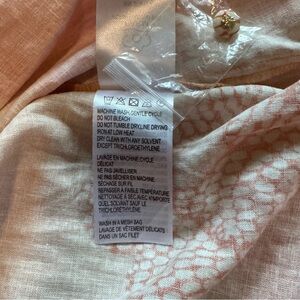 MACHINE WASH,GENTLE CYCLE
DO NOT BLEACH
DO NOT TUMBLE DRY,LINE DRYING
IRON AT LOW HEAT
DRY CLEAN WITH ANY SOLVENT
EXCEPT TRICHLOROETHYLENE
LAVAGE EN MACHINE,CYCLE
DÉLICAT
NE PAS JAVELLISER
NE PAS SÉCHER EN MACHINE
SÉCHAGE SUR FIL
REPASSER À FAIBLE TEMPÉRATURE
NETTOYAGE À SEC AVEC N'IMPORTE
QUEL SOLVANT SAUF LE
TRICHLOROÉTHYLÈNE
WASH IN A MESH BAG
LAVAGE DE VÊTEMENT DÉLICATS
DANS UN SAC FILET